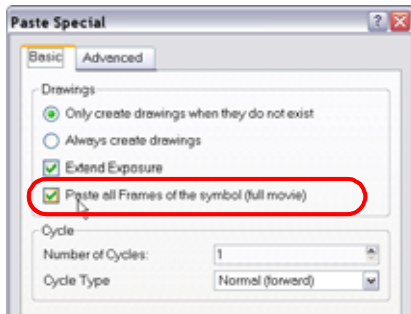 Paste Special
Basic Advanced
Drawings
Only create drawings when they do not exist
Always create drawings
Extend Exposure
Paste all Frames of the symbol (full movie)
Cycle
Number of Cycles: 1
Cycle Type Normal (forward)